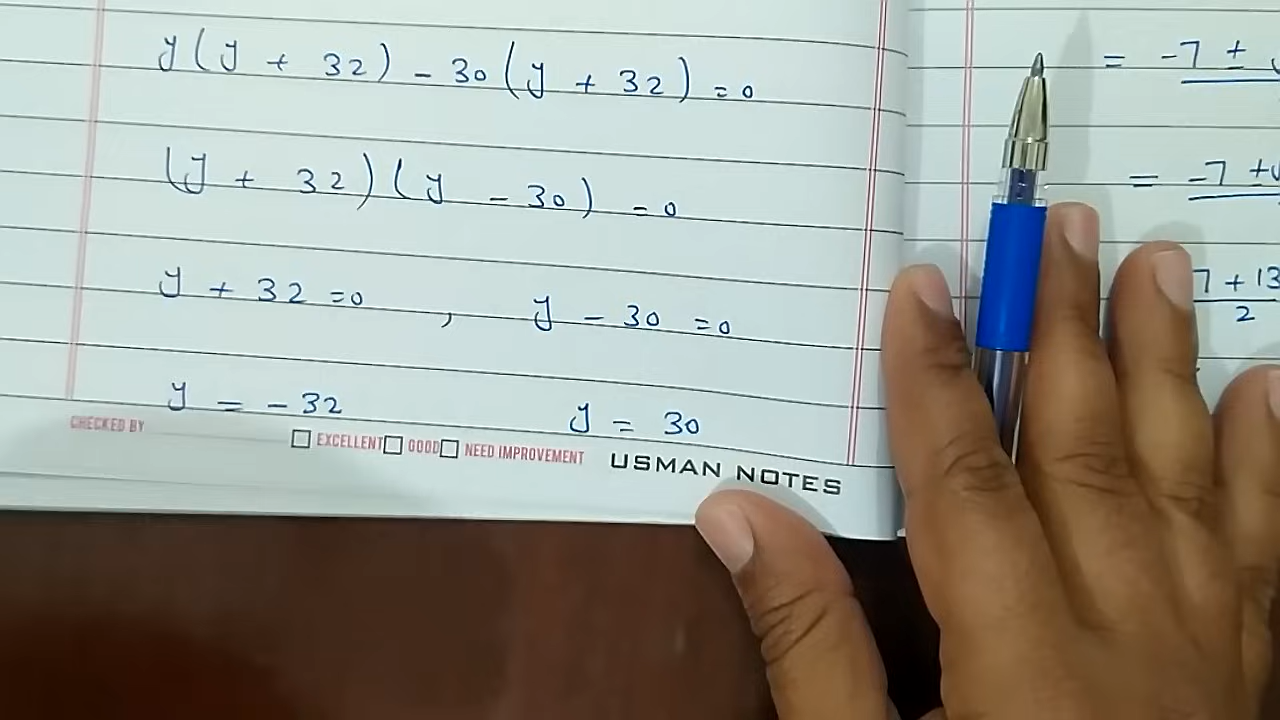 y(y + 32) - 30(y + 32) = 0
(y + 32)(y - 30) = 0
y + 32 = 0 , y - 30 = 0
y = -32 y = 30
CHECKED BY
EXCELLENT GOOD NEED IMPROVEMENT
USMAN NOTES
= -7 ±
= -7 ±
7 + 13
2